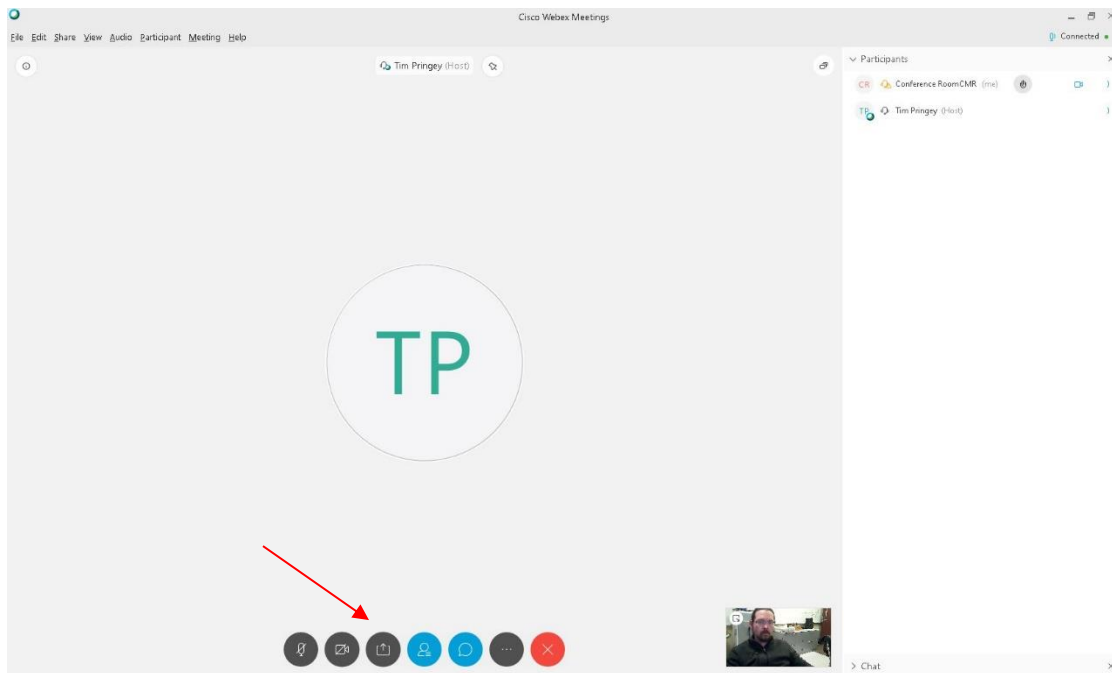 Cisco Webex Meetings
File Edit Share View Audio Participant Meeting Help
Connected
Tim Pringey (Host)
Participants
CR Conference RoomCMR (me)
TP Tim Pringey (Host)
TP
Chat